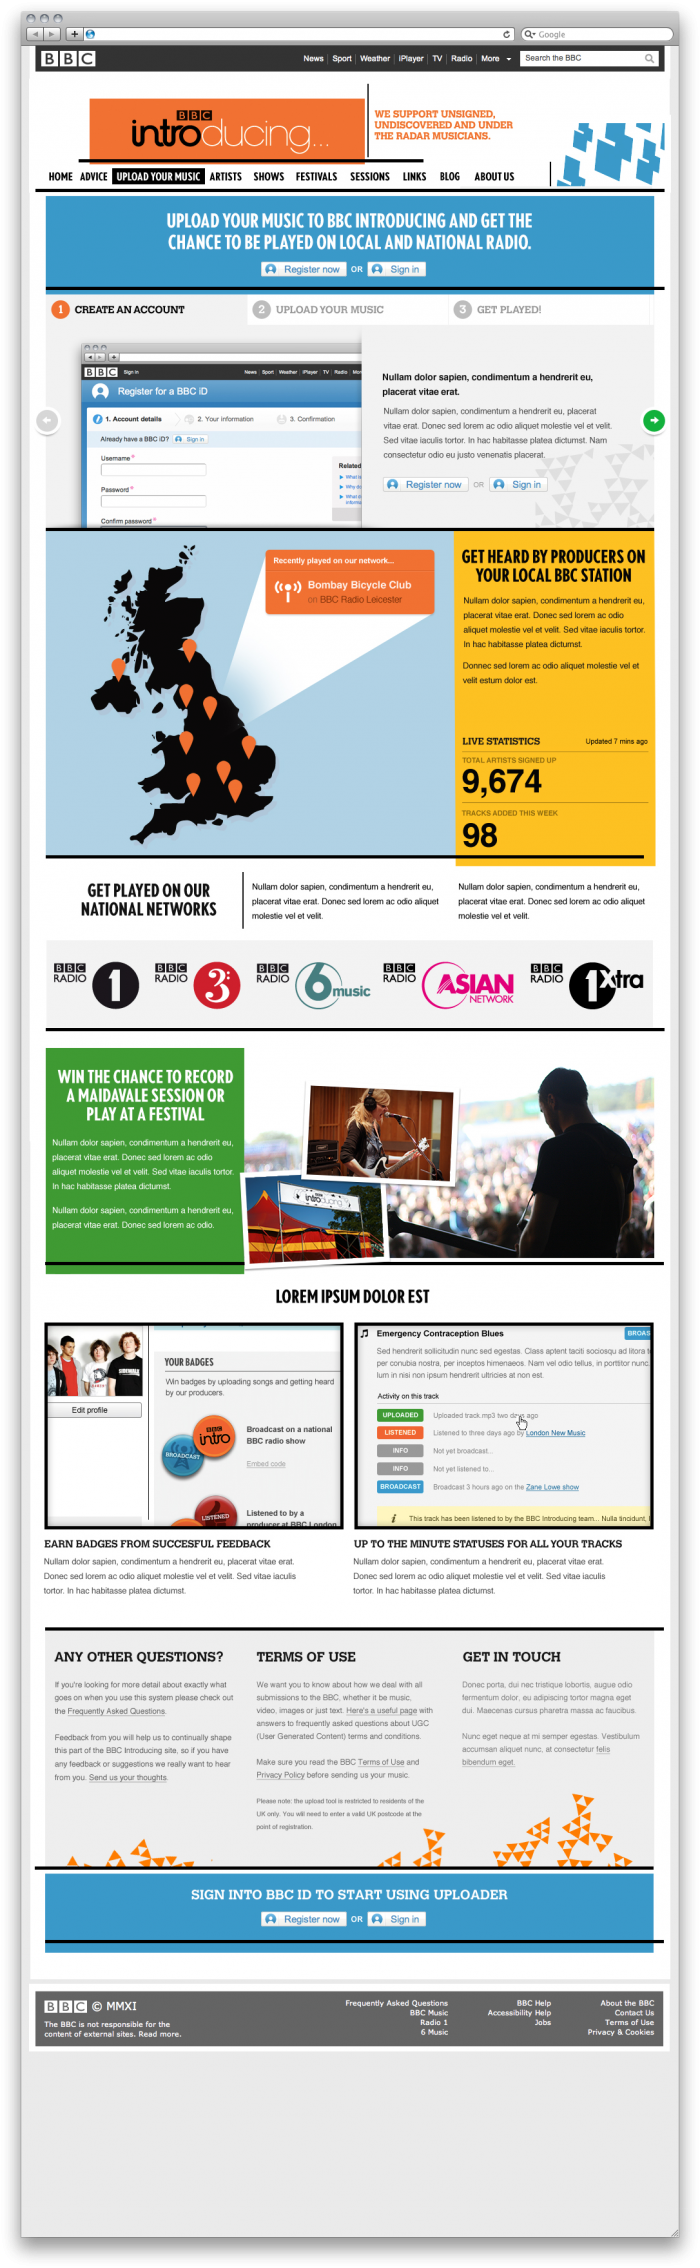 Google
BBC
News Sport Weather iPlayer TV Radio More Search the BBC
BBC
introducing...
WE SUPPORT UNSIGNED,
UNDISCOVERED AND UNDER
THE RADAR MUSICIANS.
HOME ADVICE UPLOAD YOUR MUSIC ARTISTS SHOWS FESTIVALS SESSIONS LINKS BLOG ABOUT US
UPLOAD YOUR MUSIC TO BBC INTRODUCING AND GET THE
CHANCE TO BE PLAYED ON LOCAL AND NATIONAL RADIO.
Register now OR Sign in
1 CREATE AN ACCOUNT
2 UPLOAD YOUR MUSIC
3 GET PLAYED!
BBC Sign in News Sport Weather iPlayer TV Radio
Register for a BBC iD
1. Account details 2. Your information 3. Confirmation
Already have a BBC iD? Sign in
Username *
Password *
Confirm password *
Related
Nullam dolor sapien, condimentum a hendrerit eu,
placerat vitae erat.
Nullam dolor sapien, condimentum a hendrerit eu, placerat
vitae erat. Donec sed lorem ac odio aliquet molestie vel et velit.
Sed vitae iaculis tortor. In hac habitasse platea dictumst. Nam
consectetur odio eu justo venenatis placerat.
Register now OR Sign in
Recently played on our network...
Bombay Bicycle Club
on BBC Radio Leicester
GET HEARD BY PRODUCERS ON
YOUR LOCAL BBC STATION
Nullam dolor sapien, condimentum a hendrerit eu,
placerat vitae erat. Donec sed lorem ac odio
aliquet molestie vel et velit. Sed vitae iaculis tortor.
In hac habitasse platea dictumst.
Donnec sed lorem ac odio aliquet molestie vel et
velit estum dolor est.
LIVE STATISTICS Updated 7 mins ago
TOTAL ARTISTS SIGNED UP
9,674
TRACKS ADDED THIS WEEK
98
GET PLAYED ON OUR
NATIONAL NETWORKS
Nullam dolor sapien, condimentum a hendrerit eu,
placerat vitae erat. Donec sed lorem ac odio aliquet
molestie vel et velit.
Nullam dolor sapien, condimentum a hendrerit eu,
placerat vitae erat. Donec sed lorem ac odio aliquet
molestie vel et velit.
BBC RADIO 1
BBC RADIO 3
BBC RADIO 6 music
BBC RADIO ASIAN NETWORK
BBC RADIO 1Xtra
WIN THE CHANCE TO RECORD
A MAIDAVALE SESSION OR
PLAY AT A FESTIVAL
Nullam dolor sapien, condimentum a hendrerit eu,
placerat vitae erat. Donec sed lorem ac odio
aliquet molestie vel et velit. Sed vitae iaculis tortor.
In hac habitasse platea dictumst.
Nullam dolor sapien, condimentum a hendrerit eu,
placerat vitae erat. Donec sed lorem ac odio.
introducing
LOREM IPSUM DOLOR EST
Edit profile
YOUR BADGES
Win badges by uploading songs and getting heard
by our producers.
BROADCAST
BBC
intro
Broadcast on a national
BBC radio show
Embed code
LISTENED
Listened to by a
producer at BBC London
Emergency Contraception Blues
BROAS
Sed hendrerit sollicitudin nunc sed egestas. Class aptent taciti sociosqu ad litora t
per conubia nostra, per inceptos himenaeos. Nam vel odio tellus, in porttitor nunc.
lum in nisi non ipsum hendrerit ultricies at non est.
Activity on this track
UPLOADED Uploaded track.mp3 two days ago
LISTENED Listened to three days ago by London New Music
INFO Not yet broadcast...
INFO Not yet listened to...
BROADCAST Broadcast 3 hours ago on the Zane Lowe show
i This track has been listened to by the BBC Introducing team... Nulla tincidunt,
EARN BADGES FROM SUCCESFUL FEEDBACK
Nullam dolor sapien, condimentum a hendrerit eu, placerat vitae erat.
Donec sed lorem ac odio aliquet molestie vel et velit. Sed vitae iaculis
tortor. In hac habitasse platea dictumst.
UP TO THE MINUTE STATUSES FOR ALL YOUR TRACKS
Nullam dolor sapien, condimentum a hendrerit eu, placerat vitae erat.
Donec sed lorem ac odio aliquet molestie vel et velit. Sed vitae iaculis
tortor. In hac habitasse platea dictumst.
ANY OTHER QUESTIONS?
If you're looking for more detail about exactly what
goes on when you use this system please check out
the Frequently Asked Questions.
Feedback from you will help us to continually shape
this part of the BBC Introducing site, so if you have
any feedback or suggestions we really want to hear
from you. Send us your thoughts.
TERMS OF USE
We want you to know about how we deal with all
submissions to the BBC, whether it be music,
video, images or just text. Here's a useful page with
answers to frequently asked questions about UGC
(User Generated Content) terms and conditions.
Make sure you read the BBC Terms of Use and
Privacy Policy before sending us your music.
Please note: the upload tool is restricted to residents of the
UK only. You will need to enter a valid UK postcode at the
point of registration.
GET IN TOUCH
Donec porta, dui nec tristique lobortis, augue odio
fermentum dolor, eu adipiscing tortor magna eget
dui. Maecenas cursus pharetra massa ac faucibus.
Nunc eget neque at mi semper egestas. Vestibulum
accumsan aliquet nunc, at consectetur felis
bibendum eget.
SIGN INTO BBC ID TO START USING UPLOADER
Register now OR Sign in
BBC © MMXI
The BBC is not responsible for the
content of external sites. Read more.
Frequently Asked Questions
BBC Music
Radio 1
6 Music
BBC Help
Accessibility Help
Jobs
About the BBC
Contact Us
Terms of Use
Privacy & Cookies